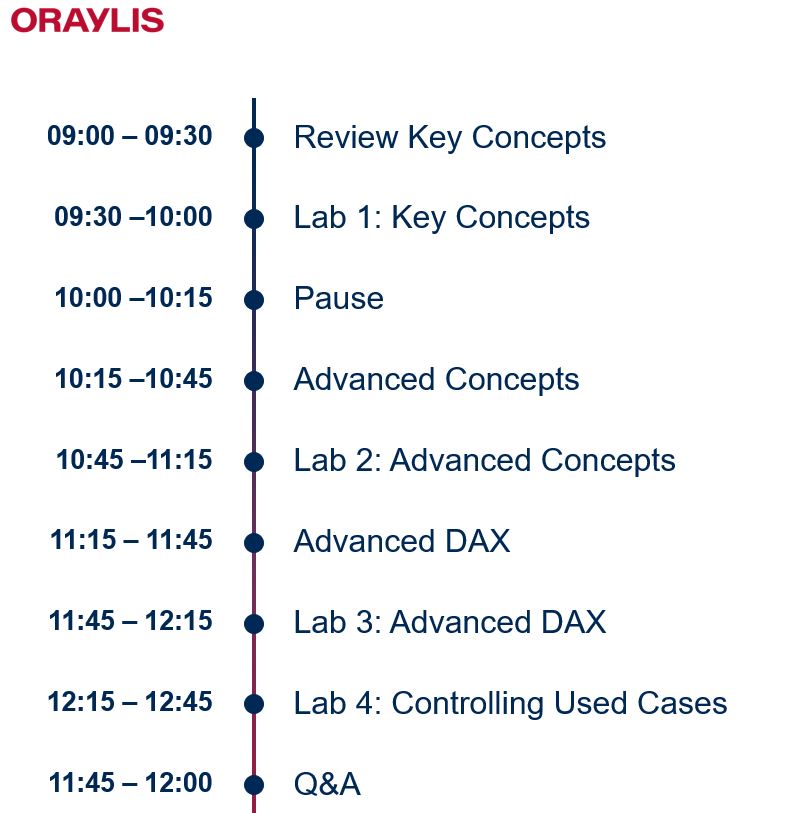 ORAYLIS
09:00 – 09:30 Review Key Concepts
09:30 –10:00 Lab 1: Key Concepts
10:00 –10:15 Pause
10:15 –10:45 Advanced Concepts
10:45 –11:15 Lab 2: Advanced Concepts
11:15 – 11:45 Advanced DAX
11:45 – 12:15 Lab 3: Advanced DAX
12:15 – 12:45 Lab 4: Controlling Used Cases
11:45 – 12:00 Q&A